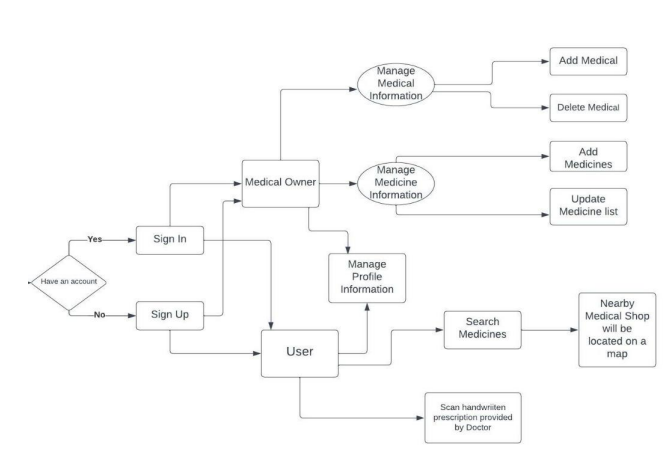 Manage
Medical
Information
Add Medical
Delete Medical
Medical Owner
Manage
Medicine
Information
Add
Medicines
Update
Medicine list
Yes
Sign In
Have an account
No
Sign Up
Manage
Profile
Information
User
Search
Medicines
Nearby
Medical Shop
will be
located on a
map
Scan handwriiten
prescription provided
by Doctor